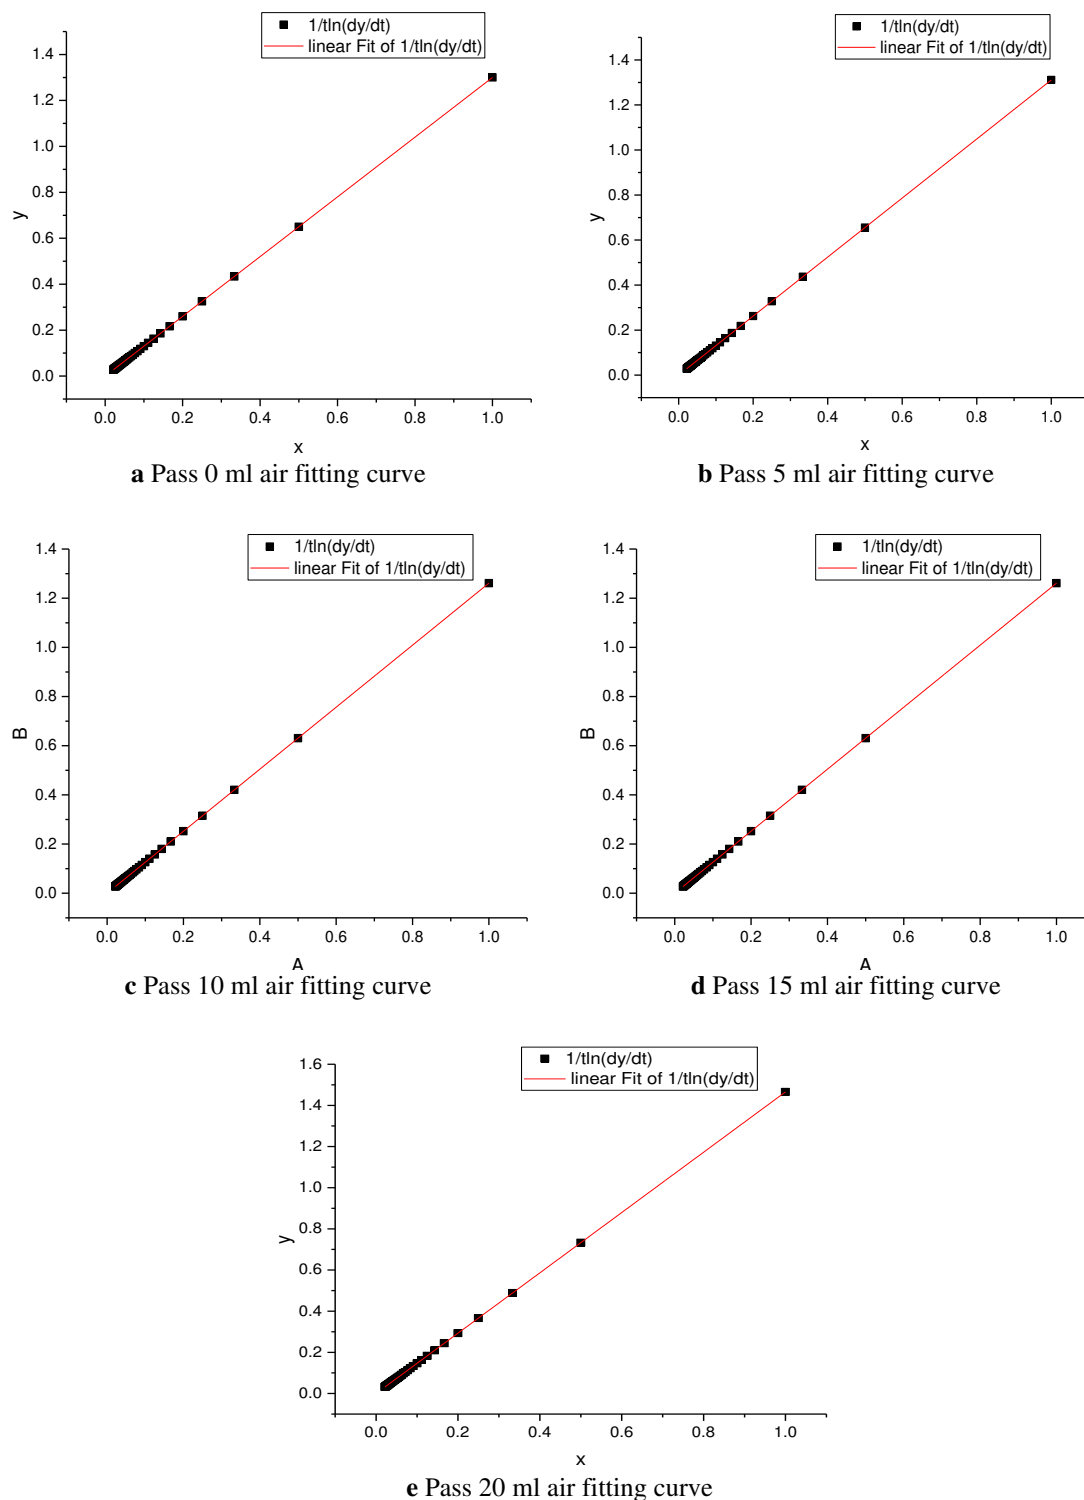 1/tln(dy/dt)
linear Fit of 1/tln(dy/dt)
1.4
1.2
1.0
0.8
0.6
0.4
0.2
0.0
y
0.0 0.2 0.4 0.6 0.8 1.0
x
a Pass 0 ml air fitting curve
1/tln(dy/dt)
linear Fit of 1/tln(dy/dt)
1.4
1.2
1.0
0.8
0.6
0.4
0.2
0.0
y
0.0 0.2 0.4 0.6 0.8 1.0
x
b Pass 5 ml air fitting curve
1/tln(dy/dt)
linear Fit of 1/tln(dy/dt)
1.4
1.2
1.0
0.8
0.6
0.4
0.2
0.0
B
0.0 0.2 0.4 0.6 0.8 1.0
A
c Pass 10 ml air fitting curve
1/tln(dy/dt)
linear Fit of 1/tln(dy/dt)
1.4
1.2
1.0
0.8
0.6
0.4
0.2
0.0
B
0.0 0.2 0.4 0.6 0.8 1.0
A
d Pass 15 ml air fitting curve
1/tln(dy/dt)
linear Fit of 1/tln(dy/dt)
1.6
1.4
1.2
1.0
0.8
0.6
0.4
0.2
0.0
y
0.0 0.2 0.4 0.6 0.8 1.0
x
e Pass 20 ml air fitting curve